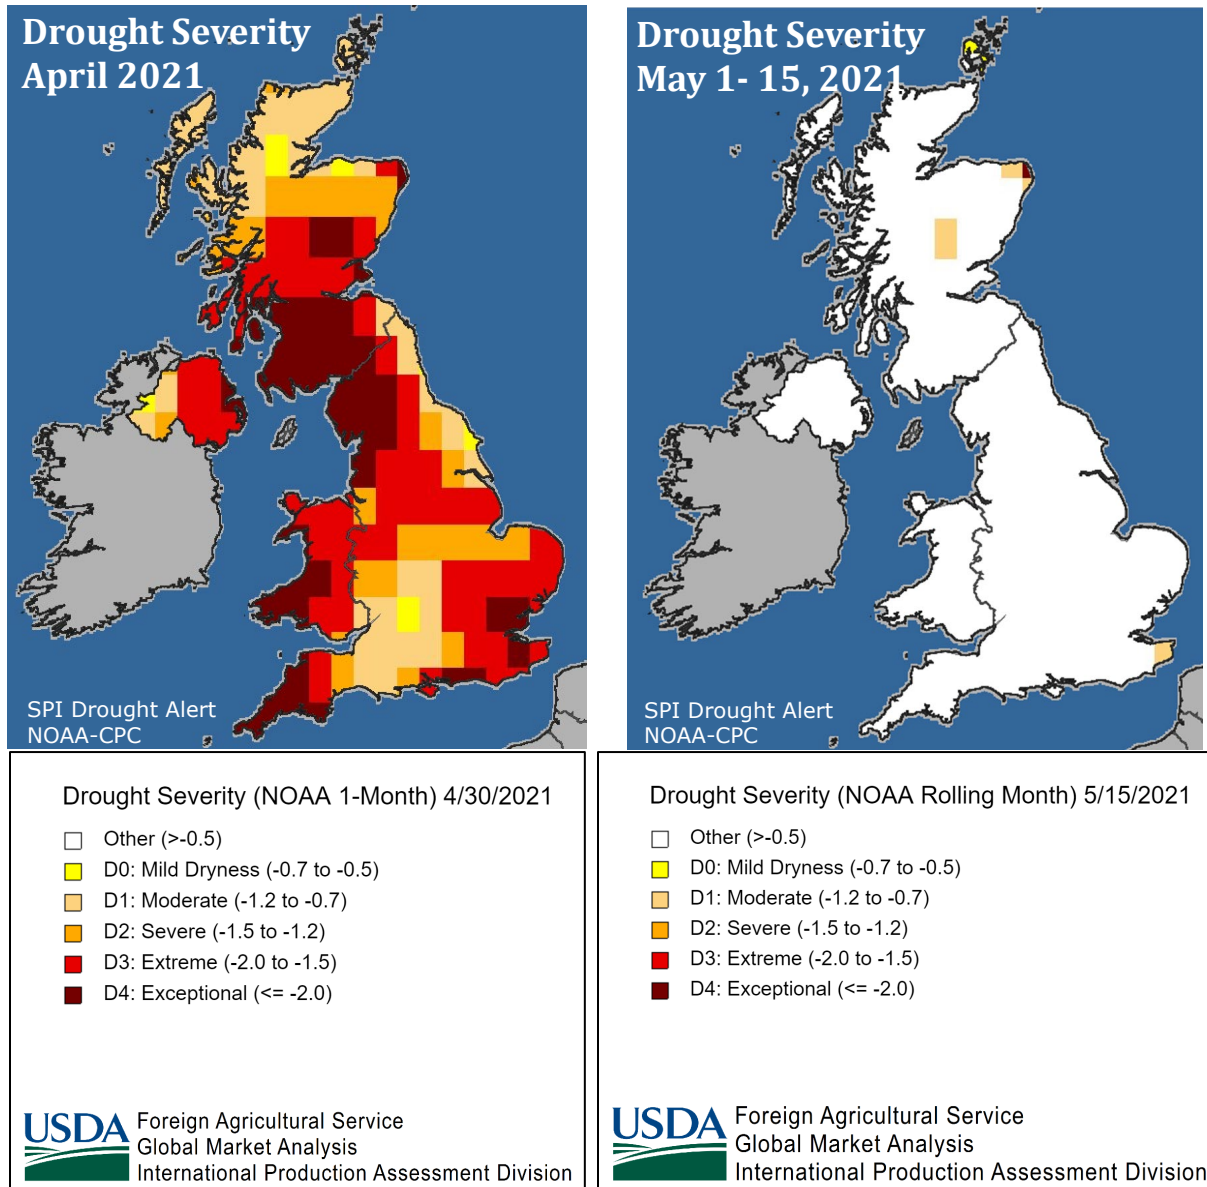 Drought Severity
April 2021
SPI Drought Alert
NOAA-CPC
Drought Severity (NOAA 1-Month) 4/30/2021
Other (>-0.5)
D0: Mild Dryness (-0.7 to -0.5)
D1: Moderate (-1.2 to -0.7)
D2: Severe (-1.5 to -1.2)
D3: Extreme (-2.0 to -1.5)
D4: Exceptional (<= -2.0)
USDA
Foreign Agricultural Service
Global Market Analysis
International Production Assessment Division
Drought Severity
May 1- 15, 2021
SPI Drought Alert
NOAA-CPC
Drought Severity (NOAA Rolling Month) 5/15/2021
Other (>-0.5)
D0: Mild Dryness (-0.7 to -0.5)
D1: Moderate (-1.2 to -0.7)
D2: Severe (-1.5 to -1.2)
D3: Extreme (-2.0 to -1.5)
D4: Exceptional (<= -2.0)
USDA
Foreign Agricultural Service
Global Market Analysis
International Production Assessment Division